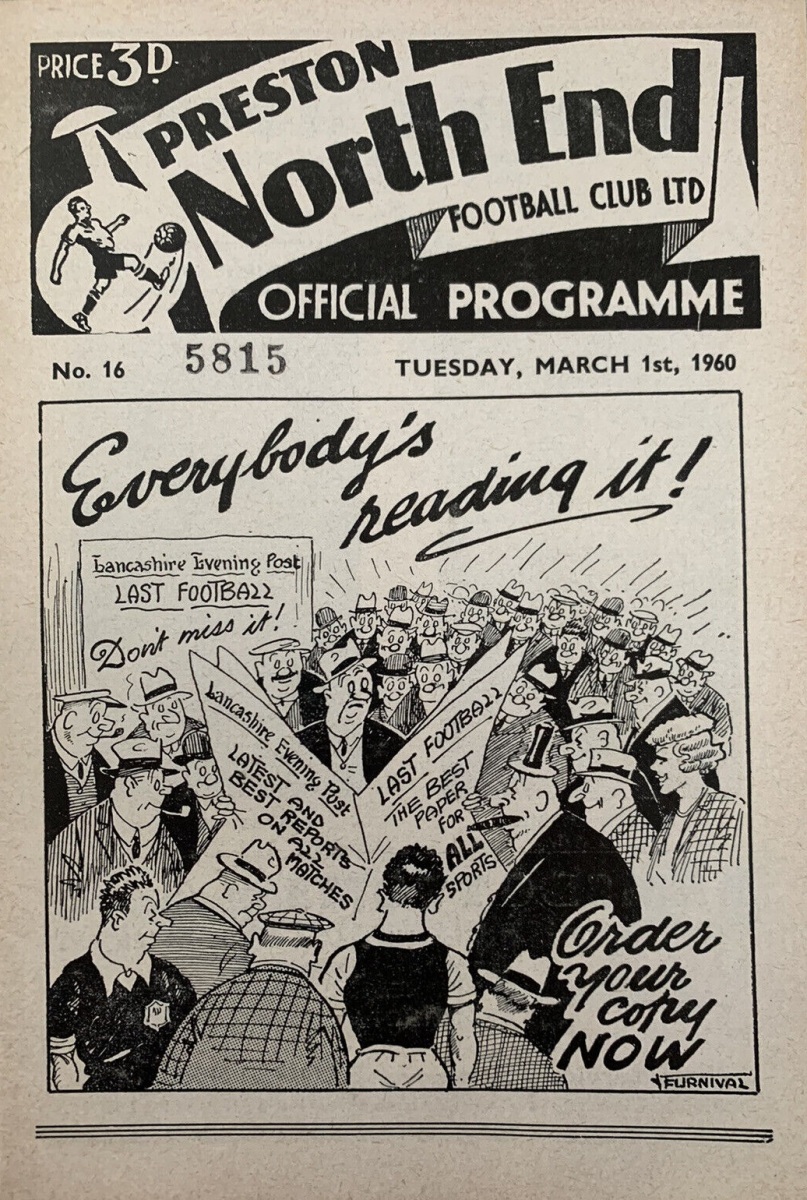 PRICE 3D.
PRESTON
North End
FOOTBALL CLUB LTD
OFFICIAL PROGRAMME
No. 16 5815 TUESDAY, MARCH 1st, 1960
Everybody's
reading it!
Lancashire Evening Post
LAST FOOTBALL
Don't miss it!
Lancashire Evening Post
LATEST AND
BEST REPORTS
ON ALL
MATCHES
LAST FOOTBALL
THE BEST
PAPER
FOR
ALL
SPORTS
Order
your
copy
NOW
FURNIVAL